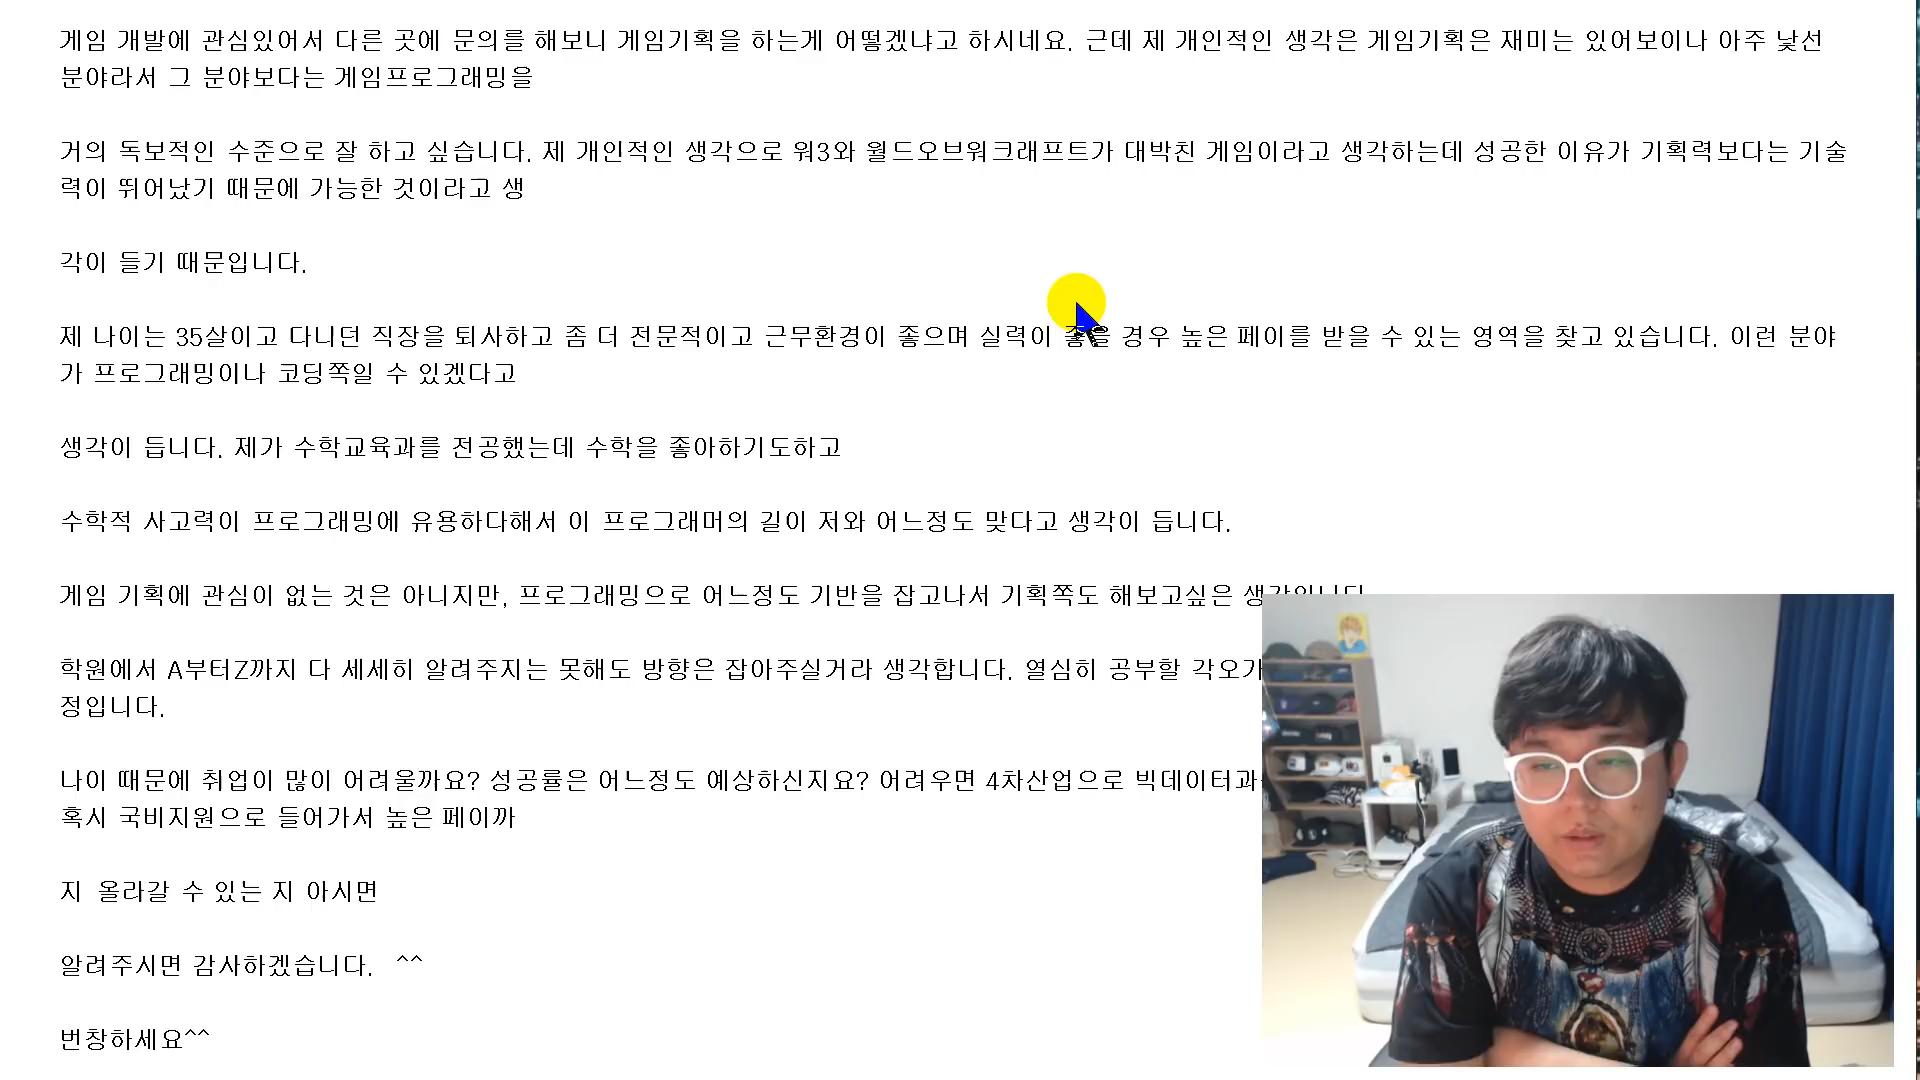 게임 개발에 관심있어서 다른 곳에 문의를 해보니 게임기획을 하는게 어떻겠냐고 하시네요. 근데 제 개인적인 생각은 게임기획은 재미는 있어보이나 아주 낯선
분야라서 그 분야보다는 게임프로그래밍을
거의 독보적인 수준으로 잘 하고 싶습니다. 제 개인적인 생각으로 워3와 월드오브워크래프트가 대박친 게임이라고 생각하는데 성공한 이유가 기획력보다는 기술
력이 뛰어났기 때문에 가능한 것이라고 생
각이 들기 때문입니다.
제 나이는 35살이고 다니던 직장을 퇴사하고 좀 더 전문적이고 근무환경이 좋으며 실력이 좋을 경우 높은 페이를 받을 수 있는 영역을 찾고 있습니다. 이런 분야
가 프로그래밍이나 코딩쪽일 수 있겠다고
생각이 듭니다. 제가 수학교육과를 전공했는데 수학을 좋아하기도하고
수학적 사고력이 프로그래밍에 유용하다해서 이 프로그래머의 길이 저와 어느정도 맞다고 생각이 듭니다.
게임 기획에 관심이 없는 것은 아니지만, 프로그래밍으로 어느정도 기반을 잡고나서 기획쪽도 해보고싶은 생각입니다
학원에서 A부터Z까지 다 세세히 알려주지는 못해도 방향은 잡아주실거라 생각합니다. 열심히 공부할 각오가
정입니다.
나이 때문에 취업이 많이 어려울까요? 성공률은 어느정도 예상하신지요? 어려우면 4차산업으로 빅데이터과
혹시 국비지원으로 들어가서 높은 페이까
지 올라갈 수 있는 지 아시면
알려주시면 감사하겠습니다. ^^
번창하세요^^